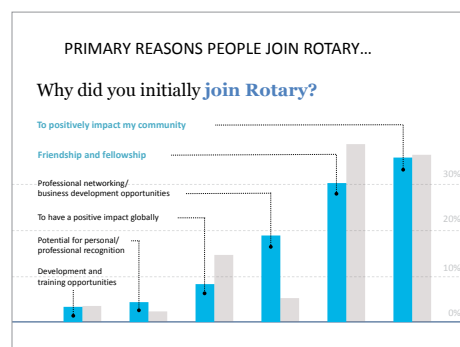 PRIMARY REASONS PEOPLE JOIN ROTARY…
Why did you initially join Rotary?
To positively impact my community
Friendship and fellowship
Professional networking/
business development opportunities
To have a positive impact globally
Potential for personal/
professional recognition
Development and
training opportunities
30%
20%
10%
0%